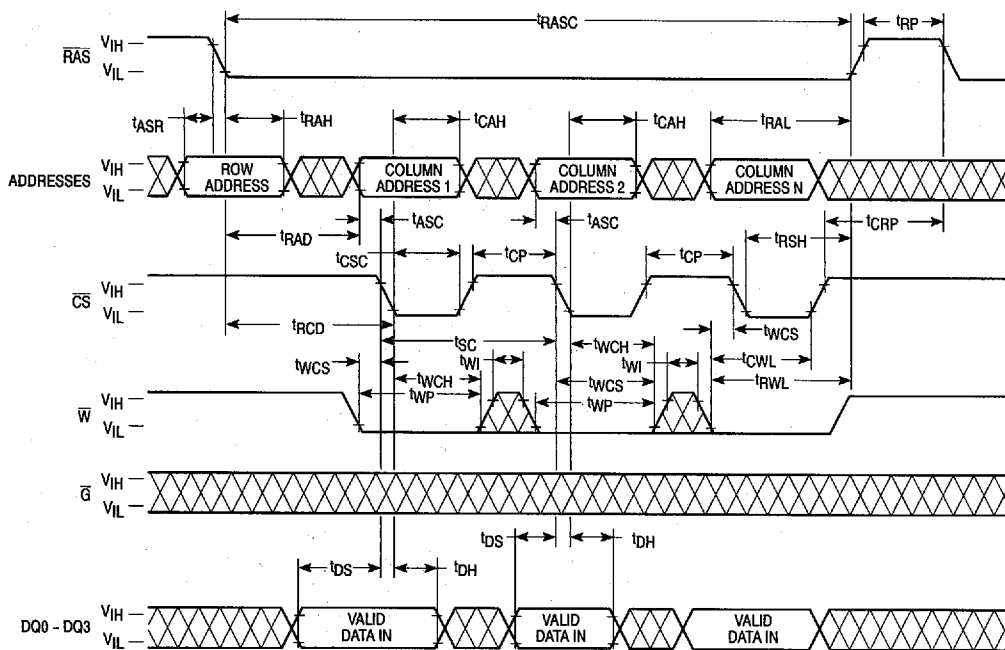 tRASC
tRP
RAS
VIH
VIL
tASR
tRAH
tCAH
tCAH
tRAL
ADDRESSES
VIH
VIL
ROW ADDRESS
COLUMN ADDRESS 1
COLUMN ADDRESS 2
COLUMN ADDRESS N
tRAD
tASC
tASC
tCRP
tCSC
tCP
tCP
tRSH
CS
VIH
VIL
tRCD
tSC
tWCS
tWCS
tWI
tWCH
tWI
tCWL
tWCH
tWCS
tRWL
tWP
tWP
W
VIH
VIL
G
VIH
VIL
tDS
tDH
tDS
tDH
DQ0 – DQ3
VIH
VIL
VALID DATA IN
VALID DATA IN
VALID DATA IN